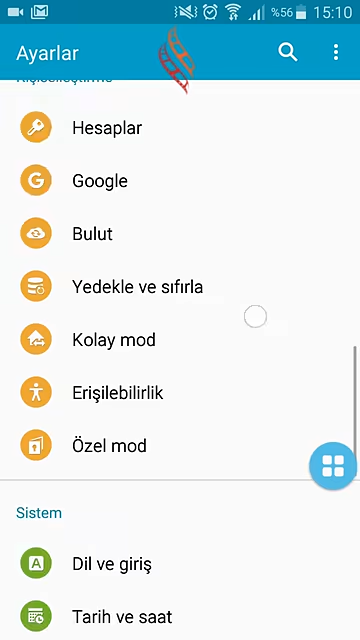 %56 15:10
Ayarlar
Kişiselleştirme
Hesaplar
Google
Bulut
Yedekle ve sıfırla
Kolay mod
Erişilebilirlik
Özel mod
Sistem
Dil ve giriş
Tarih ve saat